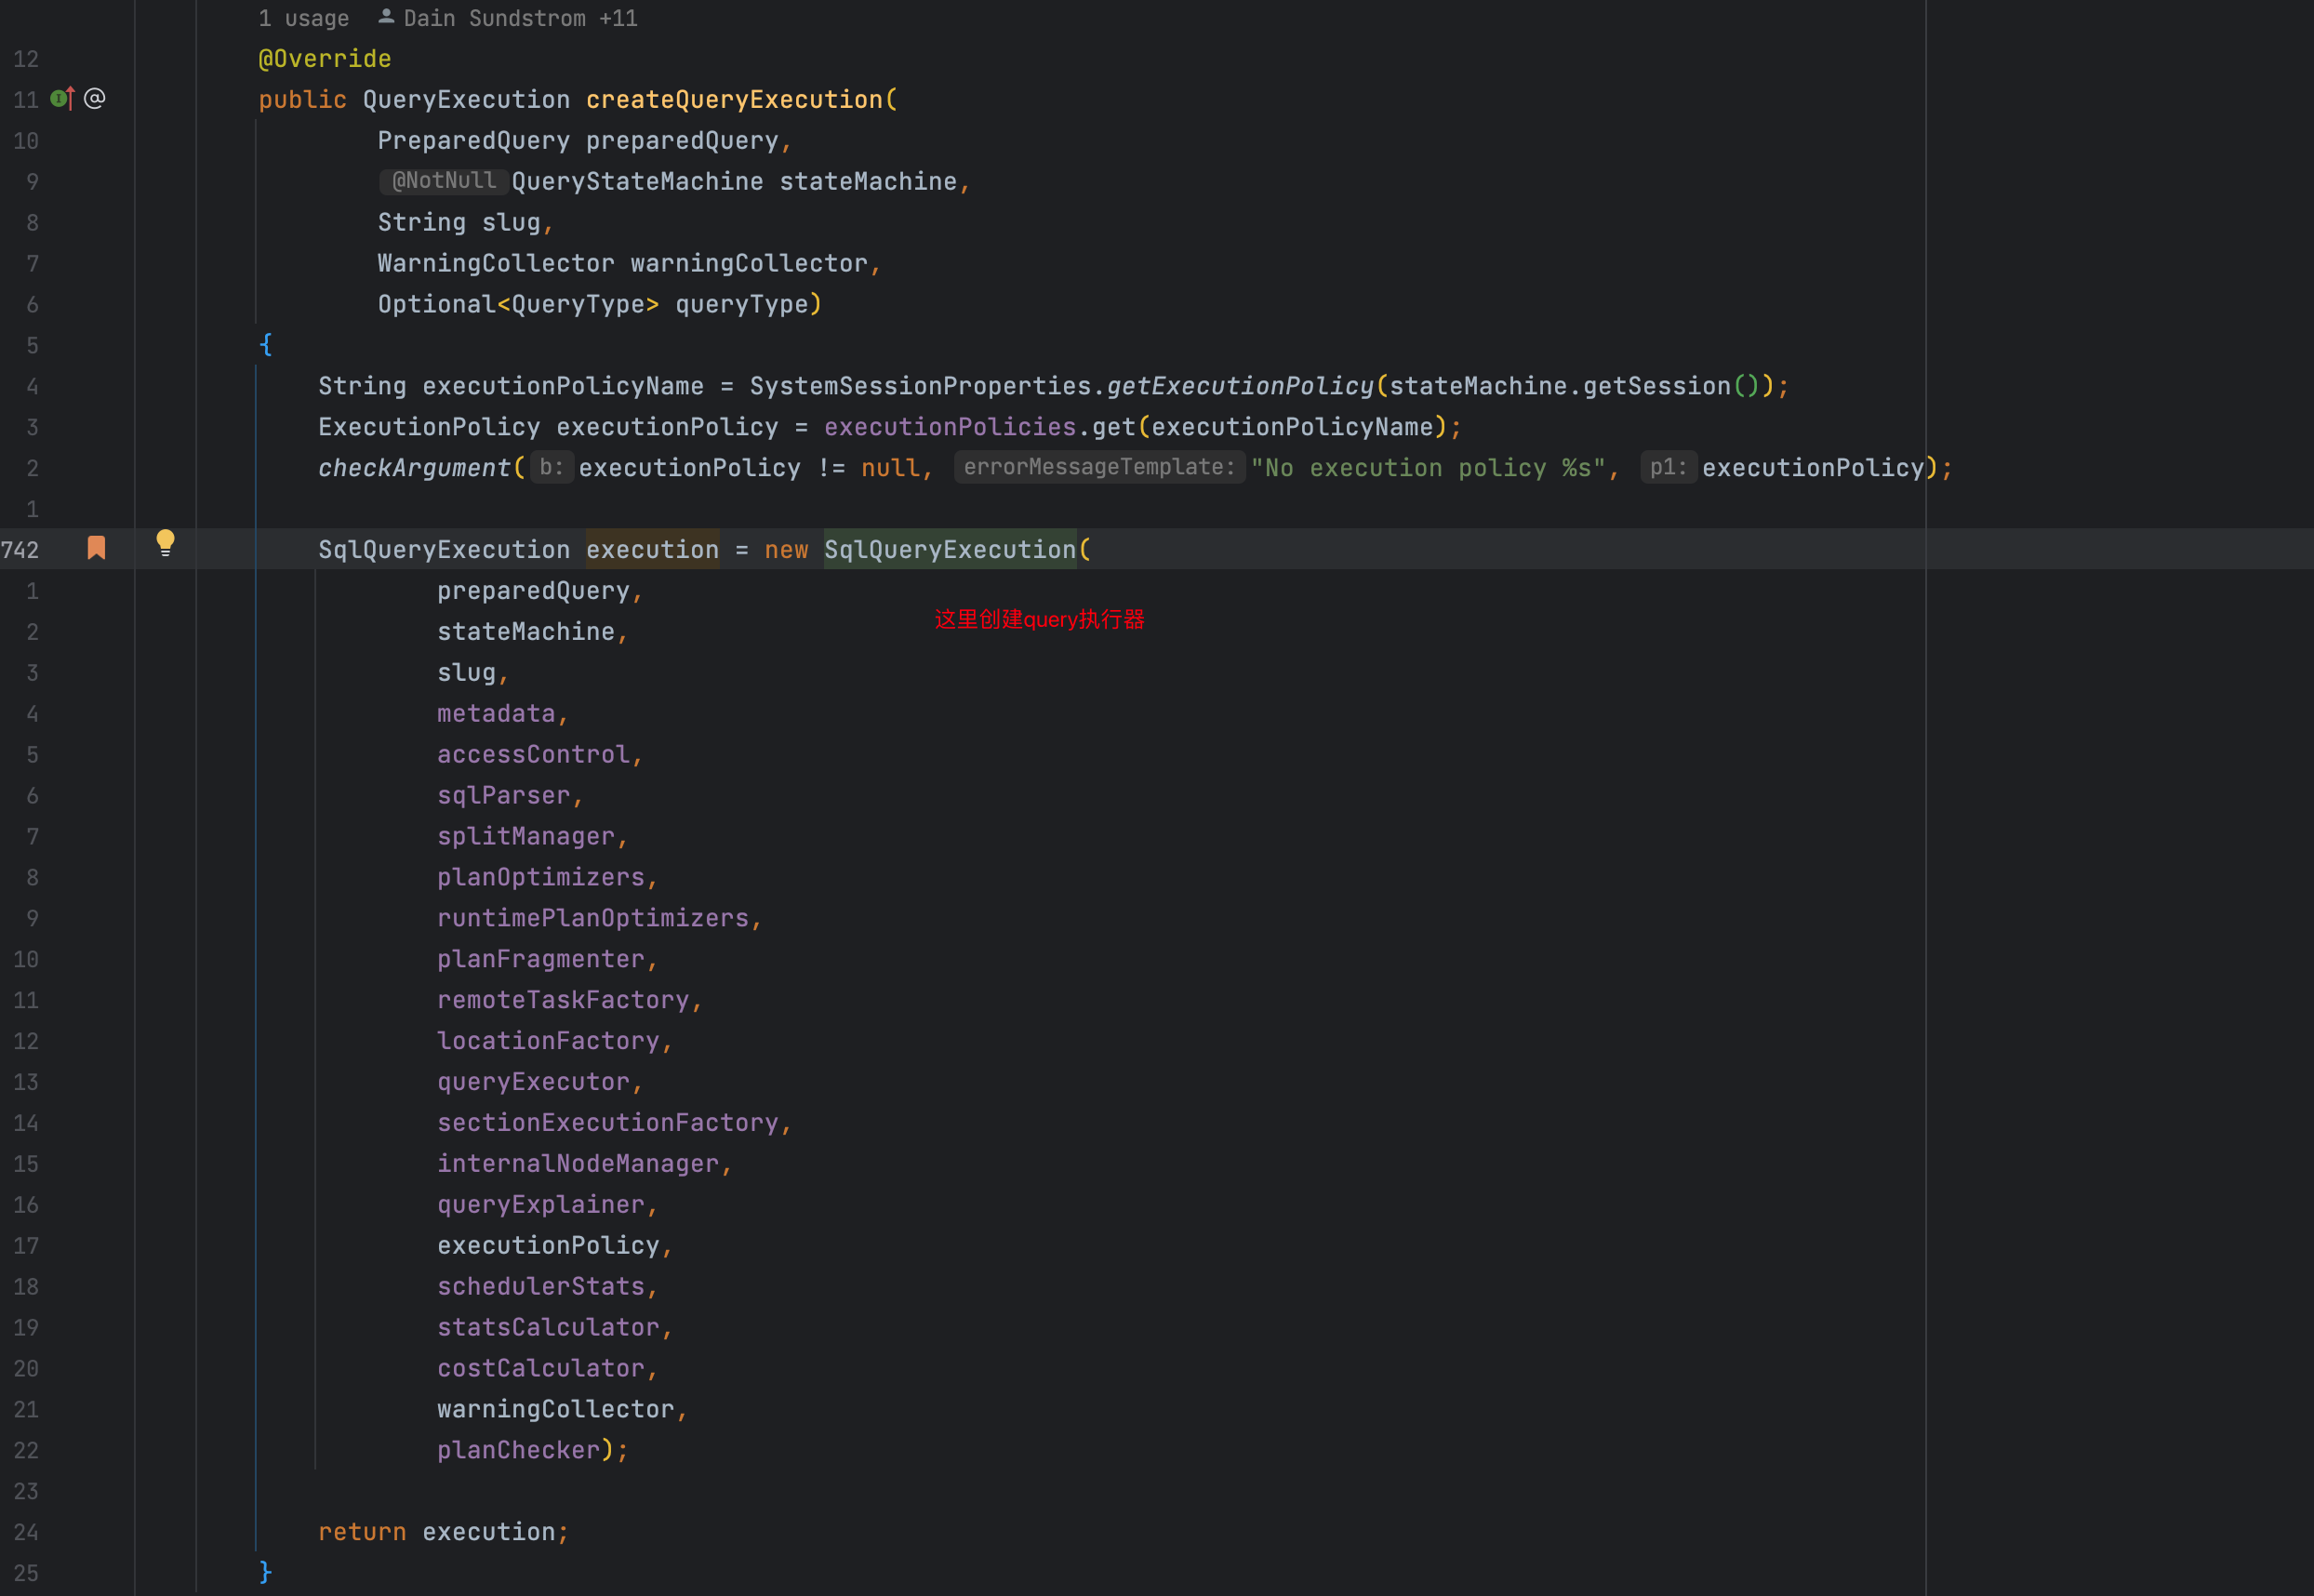 1 usage Dain Sundstrom +11
12 @Override
11 @ public QueryExecution createQueryExecution(
10 PreparedQuery preparedQuery,
9 @NotNull QueryStateMachine stateMachine,
8 String slug,
7 WarningCollector warningCollector,
6 Optional<QueryType> queryType)
5 {
4 String executionPolicyName = SystemSessionProperties.getExecutionPolicy(stateMachine.getSession());
3 ExecutionPolicy executionPolicy = executionPolicies.get(executionPolicyName);
2 checkArgument( b: executionPolicy != null, errorMessageTemplate: "No execution policy %s", p1: executionPolicy);
1
742 SqlQueryExecution execution = new SqlQueryExecution(
1 preparedQuery,
这里创建query执行器
2 stateMachine,
3 slug,
4 metadata,
5 accessControl,
6 sqlParser,
7 splitManager,
8 planOptimizers,
9 runtimePlanOptimizers,
10 planFragmenter,
11 remoteTaskFactory,
12 locationFactory,
13 queryExecutor,
14 sectionExecutionFactory,
15 internalNodeManager,
16 queryExplainer,
17 executionPolicy,
18 schedulerStats,
19 statsCalculator,
20 costCalculator,
21 warningCollector,
22 planChecker);
23
24 return execution;
25 }